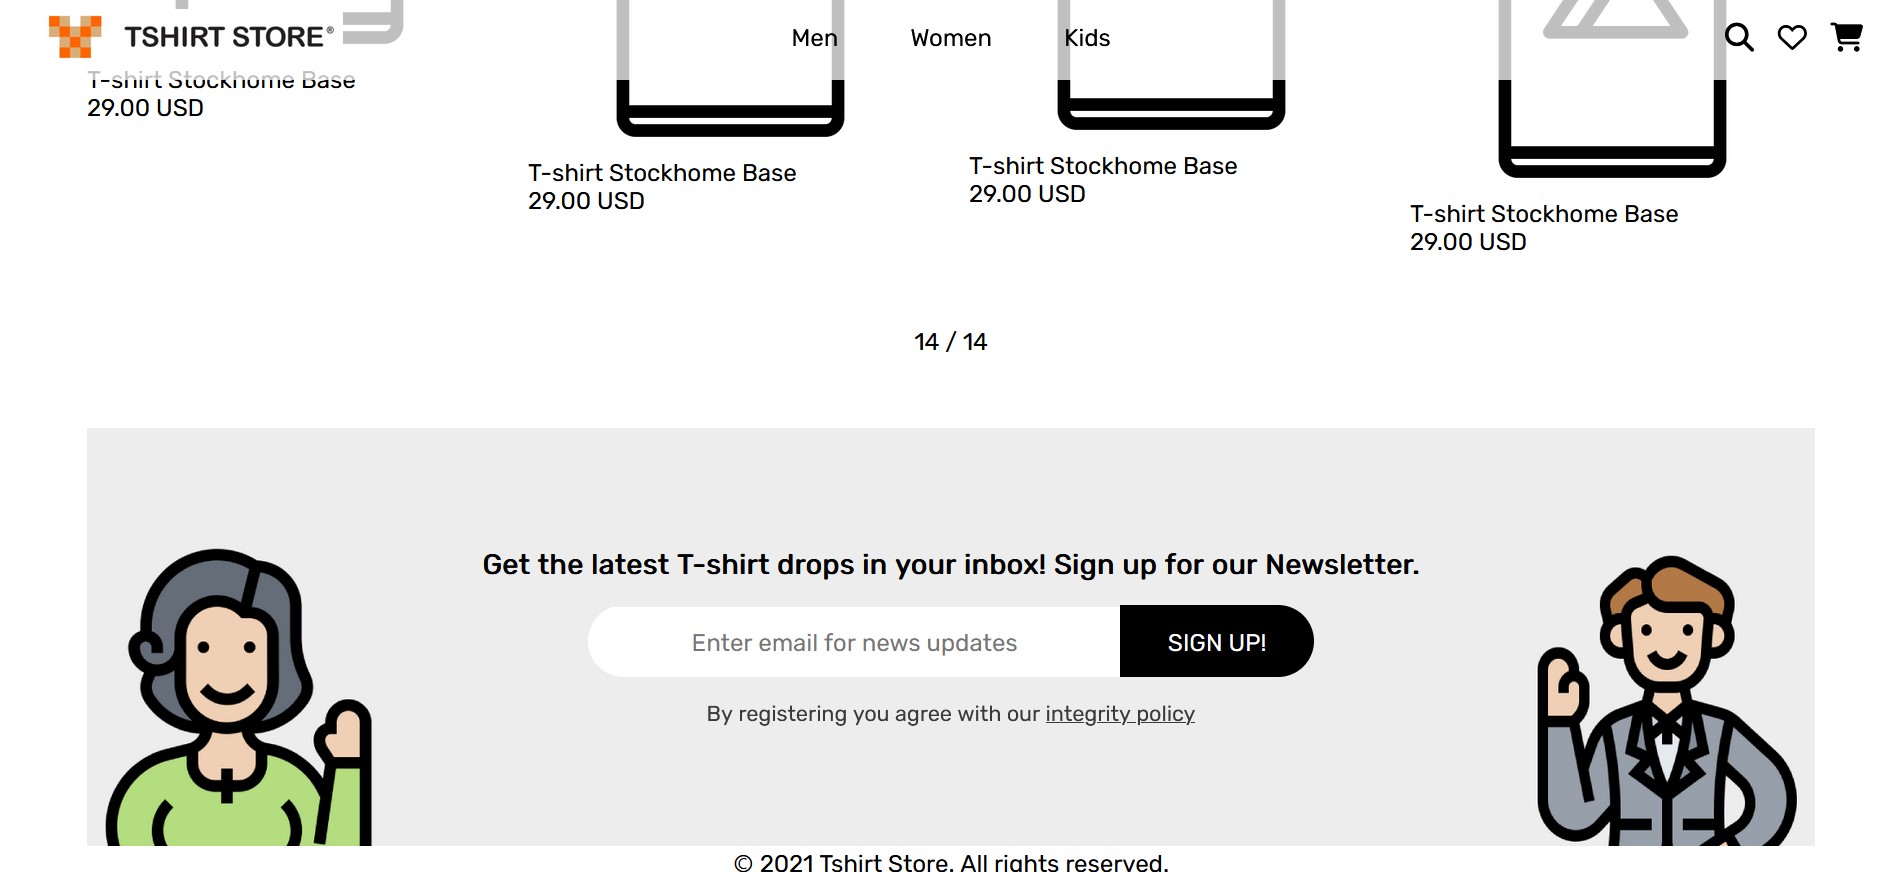 TSHIRT STORE®
Men
Women
Kids
T-shirt Stockhome Base
29.00 USD
T-shirt Stockhome Base
29.00 USD
T-shirt Stockhome Base
29.00 USD
T-shirt Stockhome Base
29.00 USD
14 / 14
Get the latest T-shirt drops in your inbox! Sign up for our Newsletter.
Enter email for news updates
SIGN UP!
By registering you agree with our integrity policy
© 2021 Tshirt Store. All rights reserved.